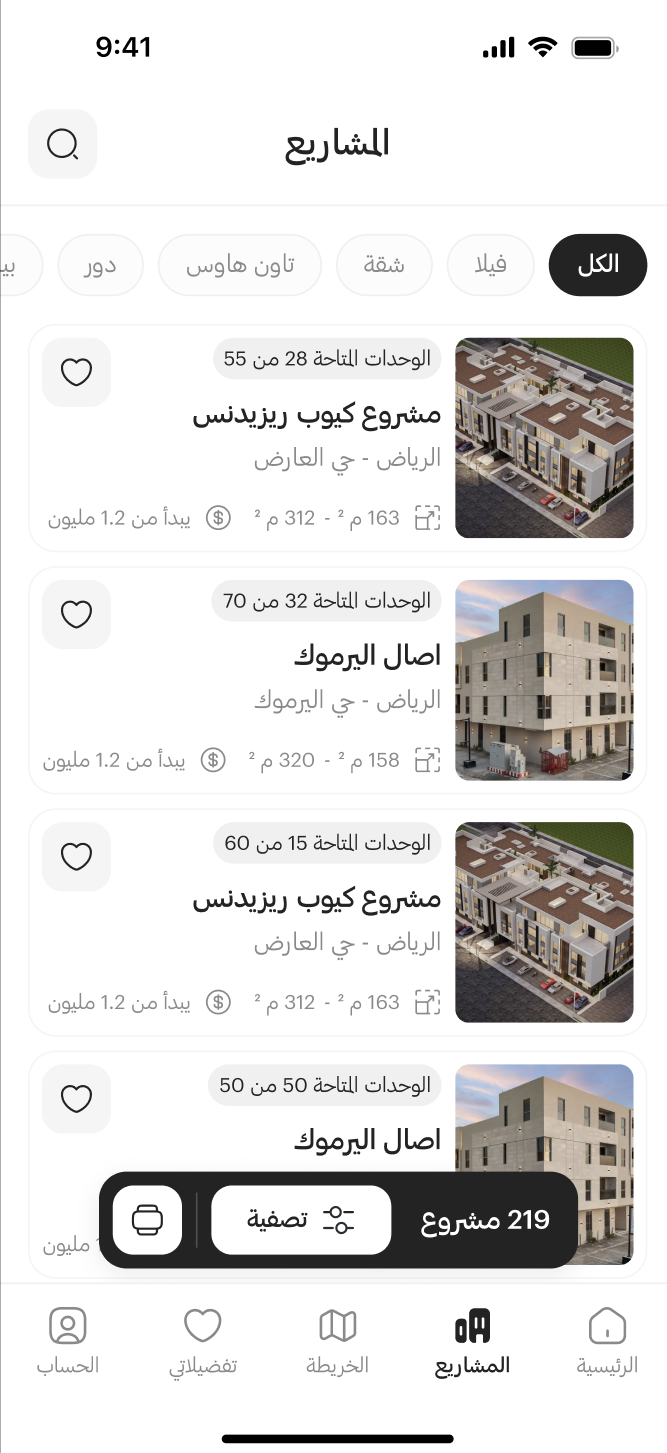 9:41
المشاريع
الكل
فيلا
شقة
تاون هاوس
دور
الوحدات المتاحة 28 من 55
مشروع كيوب ريزيدنس
الرياض - حي العارض
163 م ² - 312 م ²
يبدأ من 1.2 مليون
الوحدات المتاحة 32 من 70
اصال اليرموك
الرياض - حي اليرموك
158 م ² - 320 م ²
يبدأ من 1.2 مليون
الوحدات المتاحة 15 من 60
مشروع كيوب ريزيدنس
الرياض - حي العارض
163 م ² - 312 م ²
يبدأ من 1.2 مليون
الوحدات المتاحة 50 من 50
اصال اليرموك
مليون
219 مشروع
تصفية
الرئيسية
المشاريع
الخريطة
تفضيلاتي
الحساب